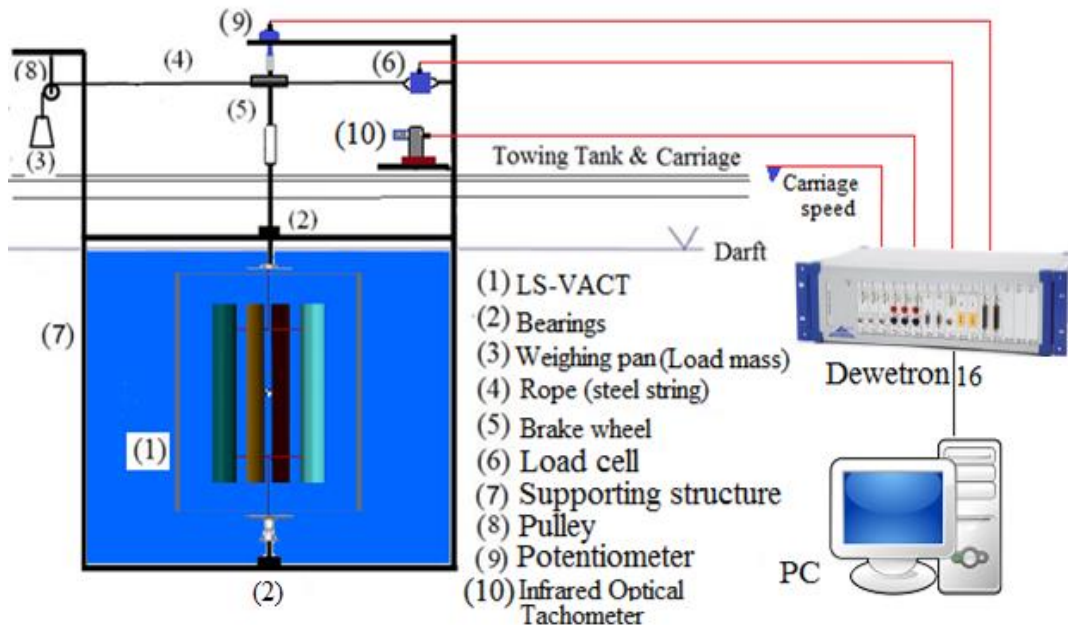 (9)
(4)
(8)
(6)
(5)
(10)
(3)
Towing Tank & Carriage
Carriage
speed
(2)
Darft
(7)
(1)
(2)
(1) LS-VACT
(2) Bearings
(3) Weighing pan (Load mass)
(4) Rope (steel string)
(5) Brake wheel
(6) Load cell
(7) Supporting structure
(8) Pulley
(9) Potentiometer
(10) Infrared Optical
Tachometer
Dewetron 16
PC